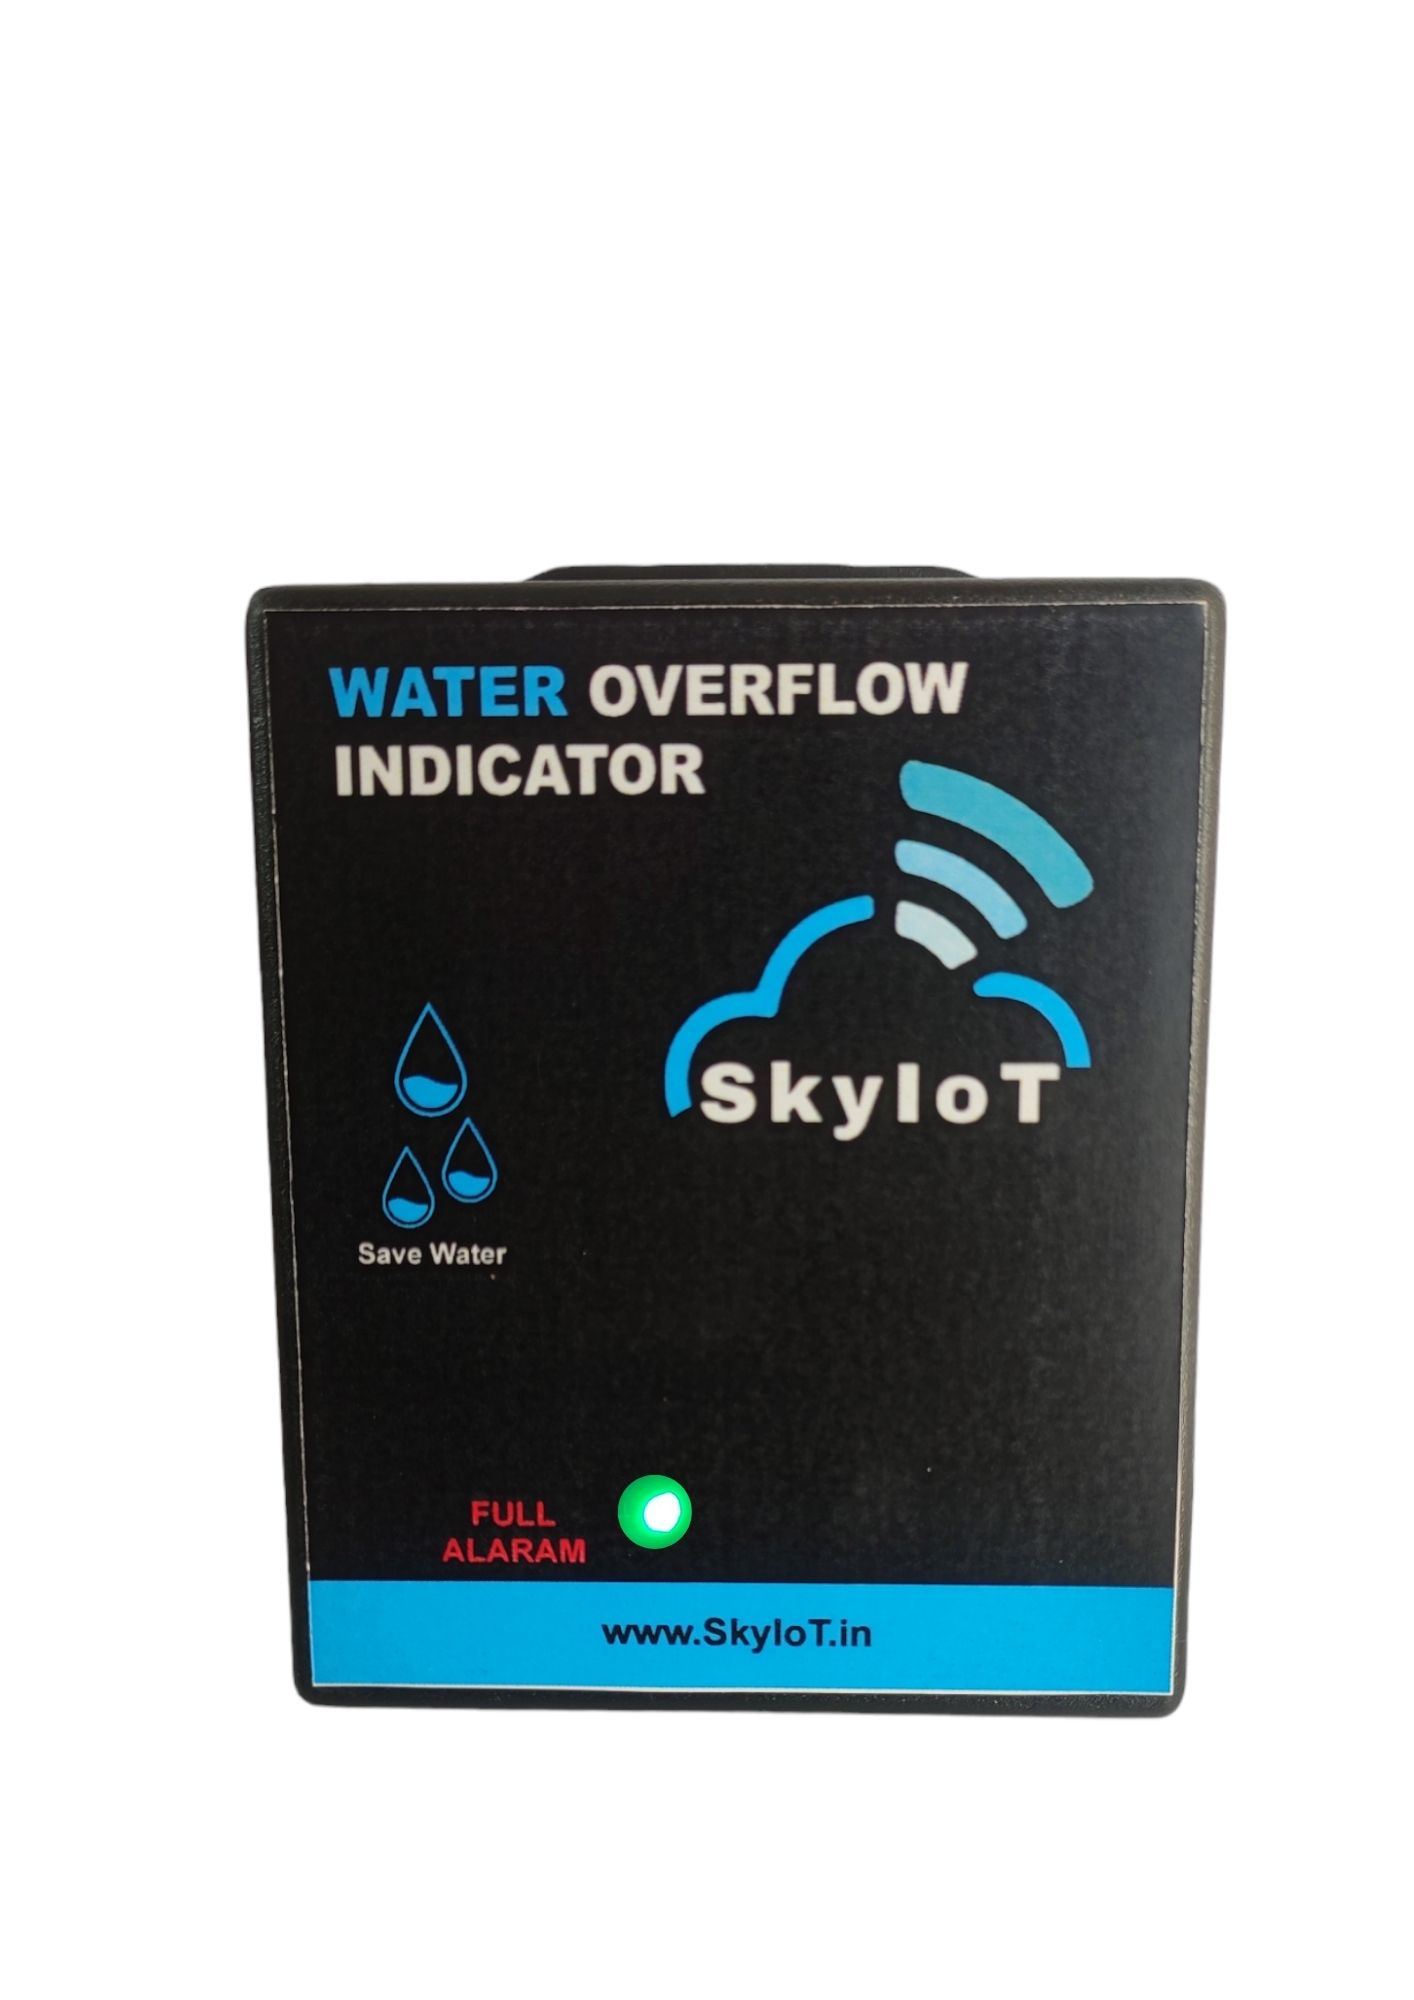 WATER OVERFLOW
INDICATOR
SkyIoT
Save Water
FULL
ALARAM
www.SkyIoT.in